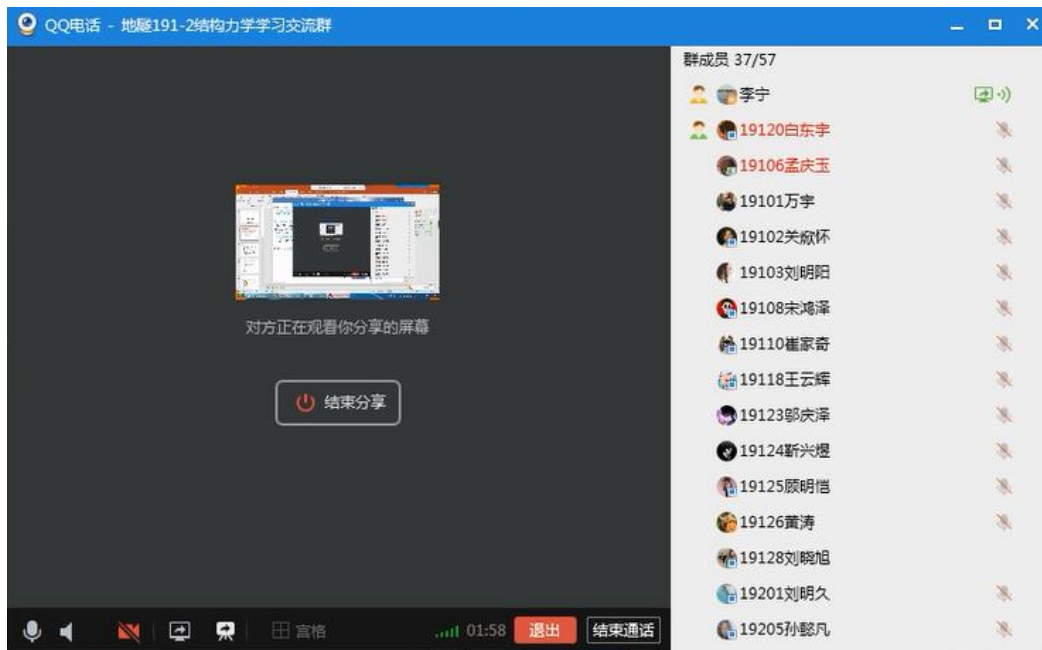 QQ电话 - 地隧191-2结构力学学习交流群
群成员 37/57
李宁
19120白东宇
19106孟庆玉
19101万宇
19102关焮怀
19103刘明阳
19108宋鸿泽
19110崔家奇
19118王云辉
19123邬庆泽
19124靳兴煜
19125顾明恺
19126黄涛
19128刘晓旭
19201刘明久
19205孙懿凡
对方正在观看你分享的屏幕
结束分享
宫格
01:58
退出
结束通话